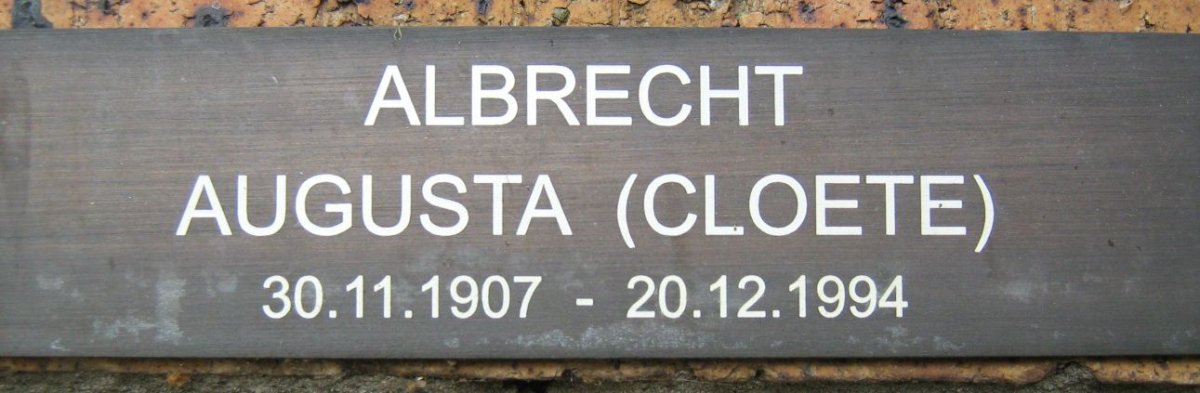 ALBRECHT
AUGUSTA (CLOETE)
30.11.1907 - 20.12.1994